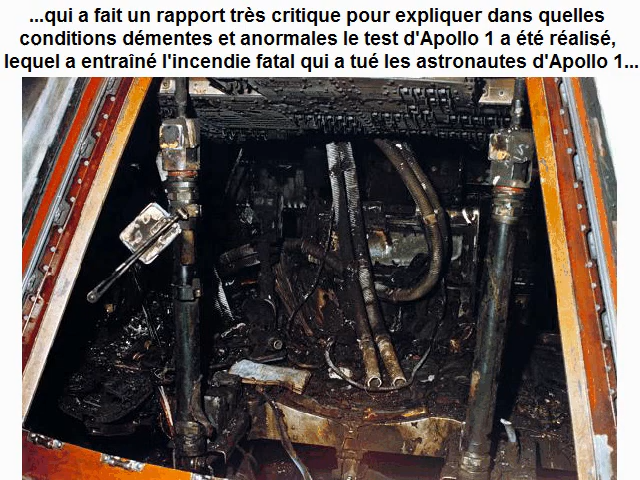 ...qui a fait un rapport très critique pour expliquer dans quelles
conditions démentes et anormales le test d'Apollo 1 a été réalisé,
lequel a entraîné l'incendie fatal qui a tué les astronautes d'Apollo 1...